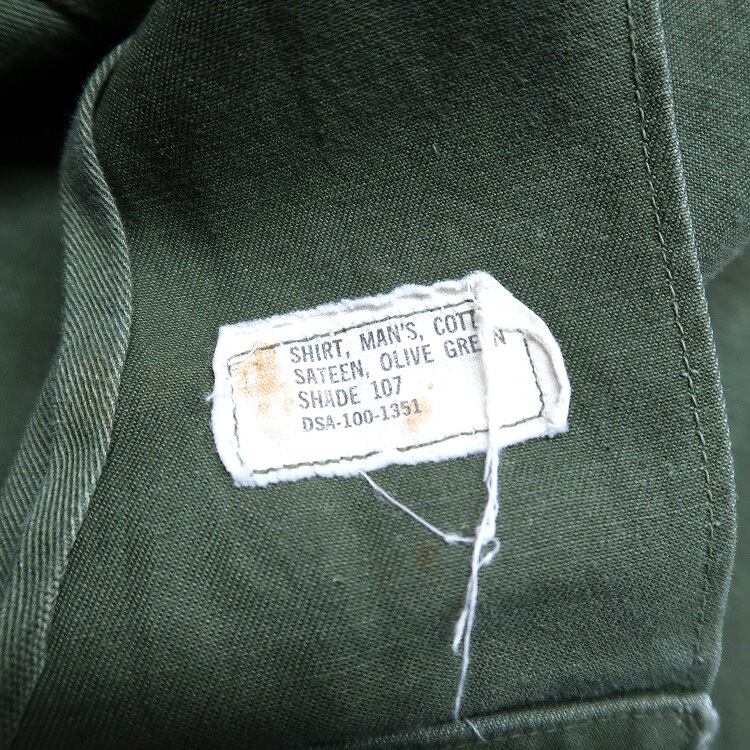 SHIRT, MAN'S, COTT
SATEEN, OLIVE GREEN
SHADE 107
DSA-100-1351